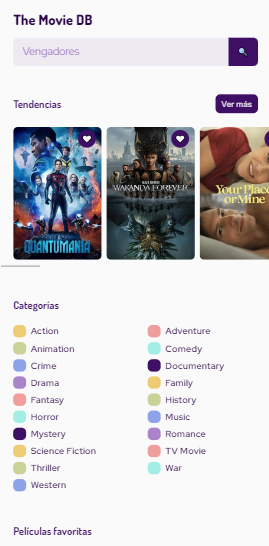 The Movie DB
Vengadores
Tendencias
Ver más
QUANTUMANIA
WAKANDA FOREVER
Your Place
or Mine
Categorías
Action
Adventure
Animation
Comedy
Crime
Documentary
Drama
Family
Fantasy
History
Horror
Music
Mystery
Romance
Science Fiction
TV Movie
Thriller
War
Western
Películas favoritas